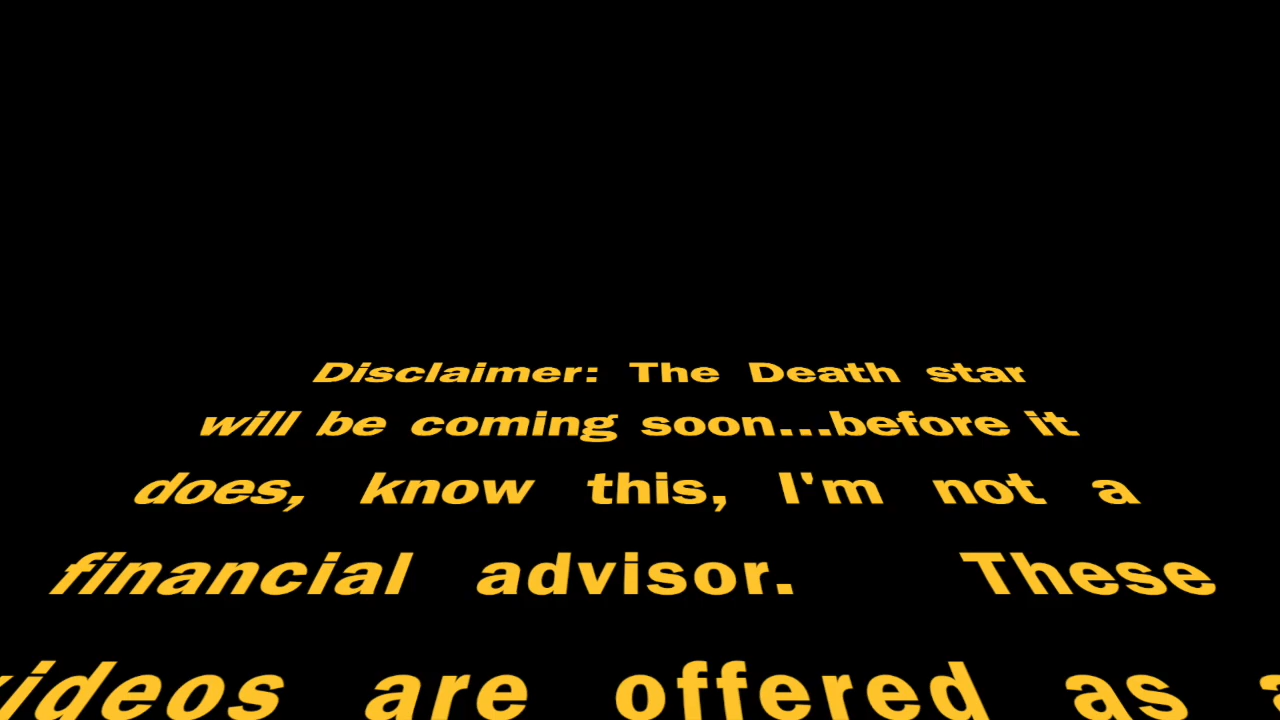 Disclaimer: The Death star
will be coming soon...before it
does, know this, I'm not a
financial advisor. These
videos are offered as